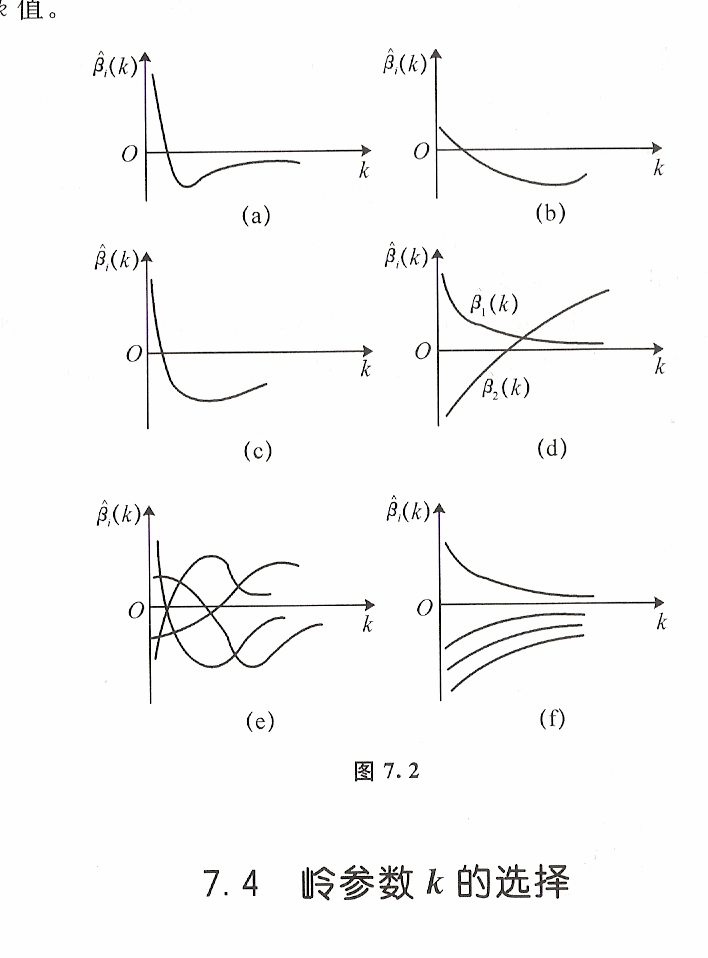 值。
β̂ᵢ(k)
O
k
(a)
β̂ᵢ(k)
O
k
(b)
β̂ᵢ(k)
O
k
(c)
β̂ᵢ(k)
β₁(k)
O
k
β₂(k)
(d)
β̂ᵢ(k)
O
k
(e)
β̂ᵢ(k)
O
k
(f)
图 7.2
7.4 岭参数 k 的选择